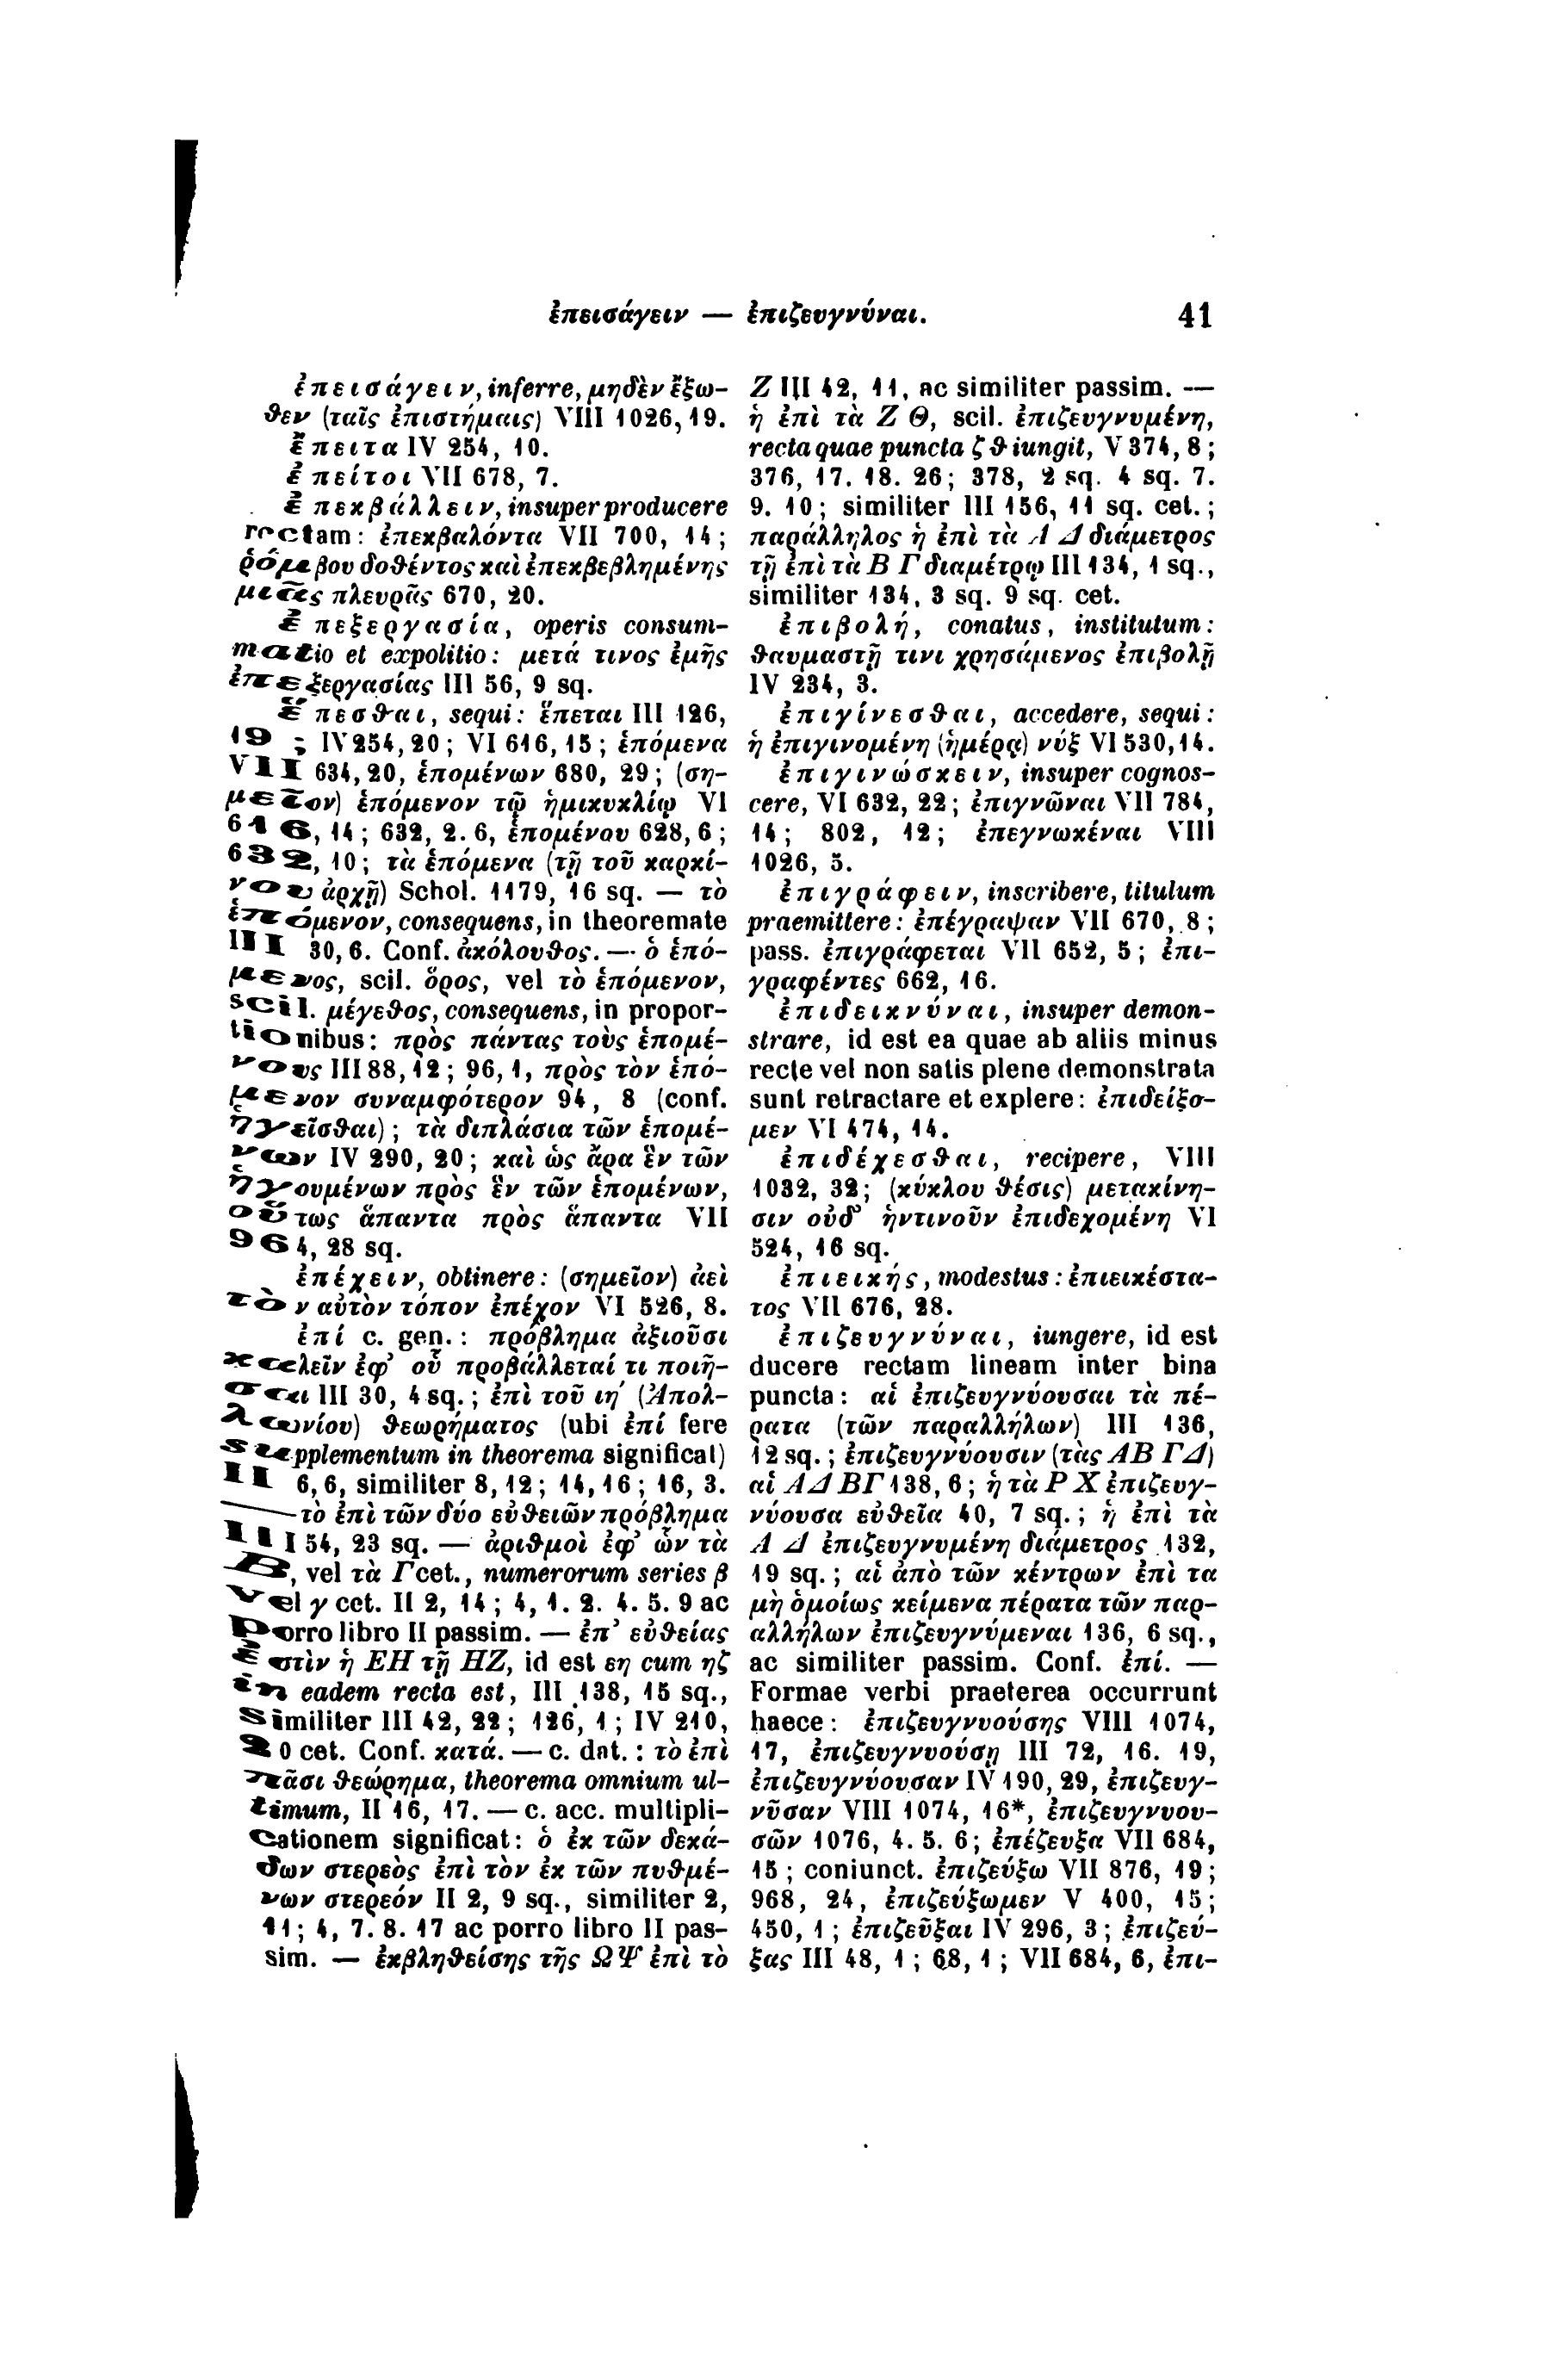 ἐπεισάγειν — ἐπιζευγνύναι. 41
ἐπεισάγειν, inferre, μηδὲν ἔξω-
θεν (ταῖς ἐπιστήμαις) VIII 1026, 19.
ἔπειτα IV 254, 10.
ἐπείτοι VII 678, 7.
ἐπεκβάλλειν, insuper producere
rectam: ἐπεκβαλόντα VII 700, 14;
ῥόμβου δοθέντος καὶ ἐπεκβεβλημένης
μιᾶς πλευρᾶς 670, 20.
ἐπεξεργασία, operis consum-
matio et expolitio: μετά τινος ἐμῆς
ἐπεξεργασίας III 56, 9 sq.
ἕπεσθαι, sequi: ἕπεται III 126,
19; IV 254, 20; VI 616, 15; ἑπόμενα
VII 634, 20, ἑπομένων 680, 29; (ση-
μεῖον) ἑπόμενον τῷ ἡμικυκλίῳ VI
616, 14; 632, 2. 6, ἑπομένου 628, 6;
632, 10; τὰ ἑπόμενα (τῇ τοῦ καρκί-
νου ἀρχῇ) Schol. 1179, 16 sq. — τὸ
ἑπόμενον, consequens, in theoremate
III 30, 6. Conf. ἀκόλουθος. — ὁ ἑπό-
μενος, scil. ὅρος, vel τὸ ἑπόμενον,
scil. μέγεθος, consequens, in propor-
tionibus: πρὸς πάντας τοὺς ἑπομέ-
νους III 88, 12; 96, 1, πρὸς τὸν ἑπό-
μενον συναμφότερον 94, 8 (conf.
ἡγεῖσθαι); τὰ διπλάσια τῶν ἑπομέ-
νων IV 290, 20; καὶ ὡς ἄρα ἓν τῶν
ἡγουμένων πρὸς ἓν τῶν ἑπομένων,
οὕτως ἅπαντα πρὸς ἅπαντα VII
964, 28 sq.
ἐπέχειν, obtinere: (σημεῖον) ἀεὶ
τὸν αὐτὸν τόπον ἐπέχον VI 526, 8.
ἐπί c. gen.: πρόβλημα ἀξιοῦσι
καλεῖν ἐφ' οὗ προβάλλεταί τι ποιῆ-
σαι III 30, 4 sq.; ἐπὶ τοῦ ιη' (Ἀπολ-
λωνίου) θεωρήματος (ubi ἐπί fere
supplementum in theorema significat)
II 6, 6, similiter 8, 12; 14, 16; 16, 3.
— τὸ ἐπὶ τῶν δύο εὐθειῶν πρόβλημα
III 54, 23 sq. — ἀριθμοὶ ἐφ' ὧν τὰ
Β, vel τὰ Γ cet., numerorum series β
vel γ cet. II 2, 14; 4, 1. 2. 4. 5. 9 ac
porro libro II passim. — ἐπ' εὐθείας
ἐστὶν ἡ ΕΗ τῇ ΗΖ, id est εη cum ηζ
in eadem recta est, III 138, 15 sq.,
similiter III 42, 22; 126, 1; IV 210,
20 cet. Conf. κατά. — c. dat.: τὸ ἐπὶ
πᾶσι θεώρημα, theorema omnium ul-
timum, II 16, 17. — c. acc. multipli-
cationem significat: ὁ ἐκ τῶν δεκά-
δων στερεὸς ἐπὶ τὸν ἐκ τῶν πυθμέ-
νων στερεόν II 2, 9 sq., similiter 2,
11; 4, 7. 8. 17 ac porro libro II pas-
sim. — ἐκβληθείσης τῆς ΩΨ ἐπὶ τὸ
Ζ III 42, 11, ac similiter passim. —
ἡ ἐπὶ τὰ Ζ Θ, scil. ἐπιζευγνυμένη,
recta quae puncta ζ θ iungit, V 374, 8;
376, 17. 18. 26; 378, 2 sq. 4 sq. 7.
9. 10; similiter III 156, 11 sq. cet.;
παράλληλος ἡ ἐπὶ τὰ Α Δ διάμετρος
τῇ ἐπὶ τὰ Β Γ διαμέτρῳ III 134, 1 sq.,
similiter 134, 3 sq. 9 sq. cet.
ἐπιβολή, conatus, institutum:
θαυμαστῇ τινι χρησάμενος ἐπιβολῇ
IV 234, 3.
ἐπιγίνεσθαι, accedere, sequi:
ἡ ἐπιγινομένη (ἡμέρᾳ) νύξ VI 530, 14.
ἐπιγινώσκειν, insuper cognos-
cere, VI 632, 22; ἐπιγνῶναι VII 784,
14; 802, 12; ἐπεγνωκέναι VIII
1026, 5.
ἐπιγράφειν, inscribere, titulum
praemittere: ἐπέγραψαν VII 670, 8;
pass. ἐπιγράφεται VII 652, 5; ἐπι-
γραφέντες 662, 16.
ἐπιδεικνύναι, insuper demon-
strare, id est ea quae ab aliis minus
recte vel non satis plene demonstrata
sunt retractare et explere: ἐπιδείξο-
μεν VI 474, 14.
ἐπιδέχεσθαι, recipere, VIII
1032, 32; (κύκλου θέσις) μετακίνη-
σιν οὐδ' ἡντινοῦν ἐπιδεχομένη VI
524, 16 sq.
ἐπιεικής, modestus: ἐπιεικέστα-
τος VII 676, 28.
ἐπιζευγνύναι, iungere, id est
ducere rectam lineam inter bina
puncta: αἱ ἐπιζευγνύουσαι τὰ πέ-
ρατα (τῶν παραλλήλων) III 136,
12 sq.; ἐπιζευγνύουσιν (τὰς ΑΒ ΓΔ)
αἱ ΑΔ ΒΓ 138, 6; ἡ τὰ Ρ Χ ἐπιζευγ-
νύουσα εὐθεῖα 40, 7 sq.; ἡ ἐπὶ τὰ
Α Δ ἐπιζευγνυμένη διάμετρος 132,
19 sq.; αἱ ἀπὸ τῶν κέντρων ἐπὶ τα
μὴ ὁμοίως κείμενα πέρατα τῶν παρ-
αλλήλων ἐπιζευγνύμεναι 136, 6 sq.,
ac similiter passim. Conf. ἐπί. —
Formae verbi praeterea occurrunt
haece: ἐπιζευγνυούσης VIII 1074,
17, ἐπιζευγνυούσῃ III 72, 16. 19,
ἐπιζευγνύουσαν IV 190, 29, ἐπιζευγ-
νῦσαν VIII 1074, 16*, ἐπιζευγνυου-
σῶν 1076, 4. 5. 6; ἐπέζευξα VII 684,
15; coniunct. ἐπιζεύξω VII 876, 19;
968, 24, ἐπιζεύξωμεν V 400, 15;
450, 1; ἐπιζεῦξαι IV 296, 3; ἐπιζεύ-
ξας III 48, 1; 68, 1; VII 684, 6, ἐπι-